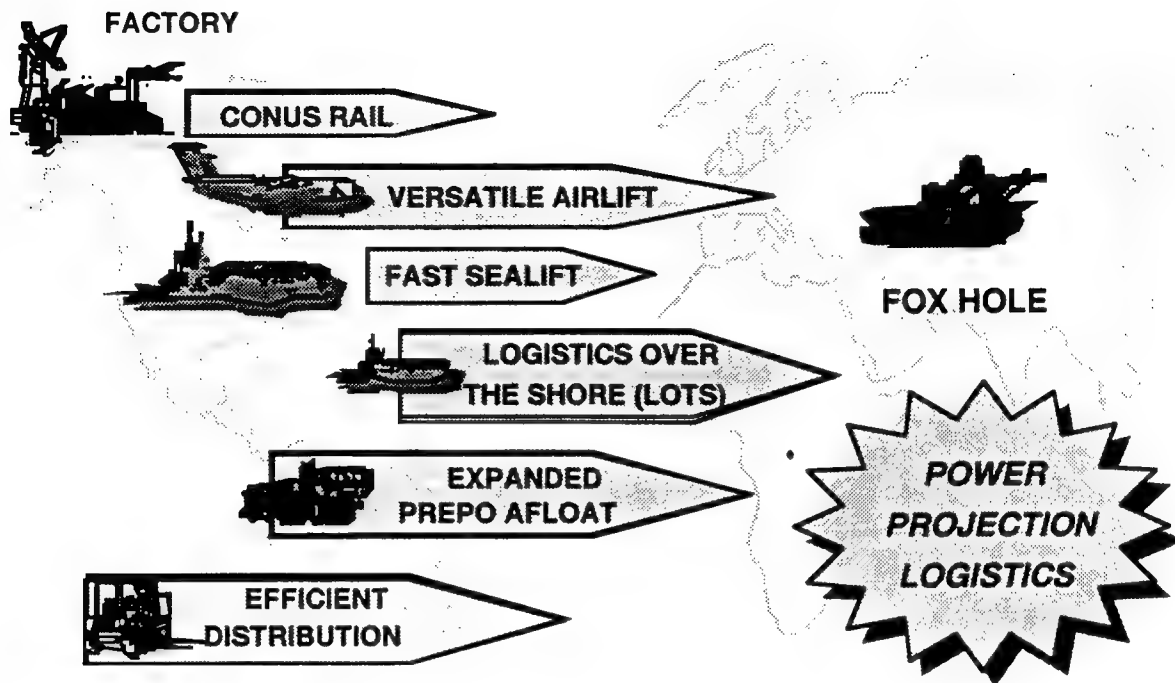 FACTORY
CONUS RAIL
VERSATILE AIRLIFT
FAST SEALIFT
FOX HOLE
LOGISTICS OVER
THE SHORE (LOTS)
EXPANDED
PREPO AFLOAT
POWER
PROJECTION
LOGISTICS
EFFICIENT
DISTRIBUTION